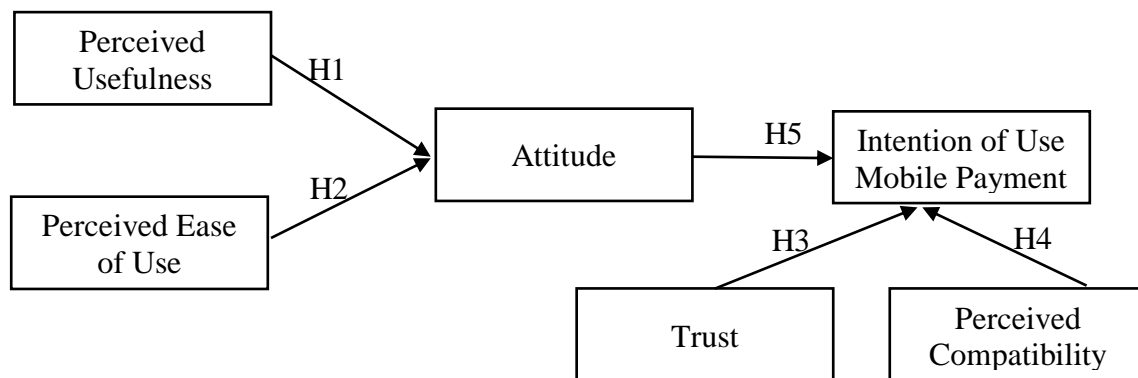 Perceived
Usefulness
H1
Attitude
H5
Intention of Use
Mobile Payment
H2
Perceived Ease
of Use
H3
H4
Trust
Perceived
Compatibility